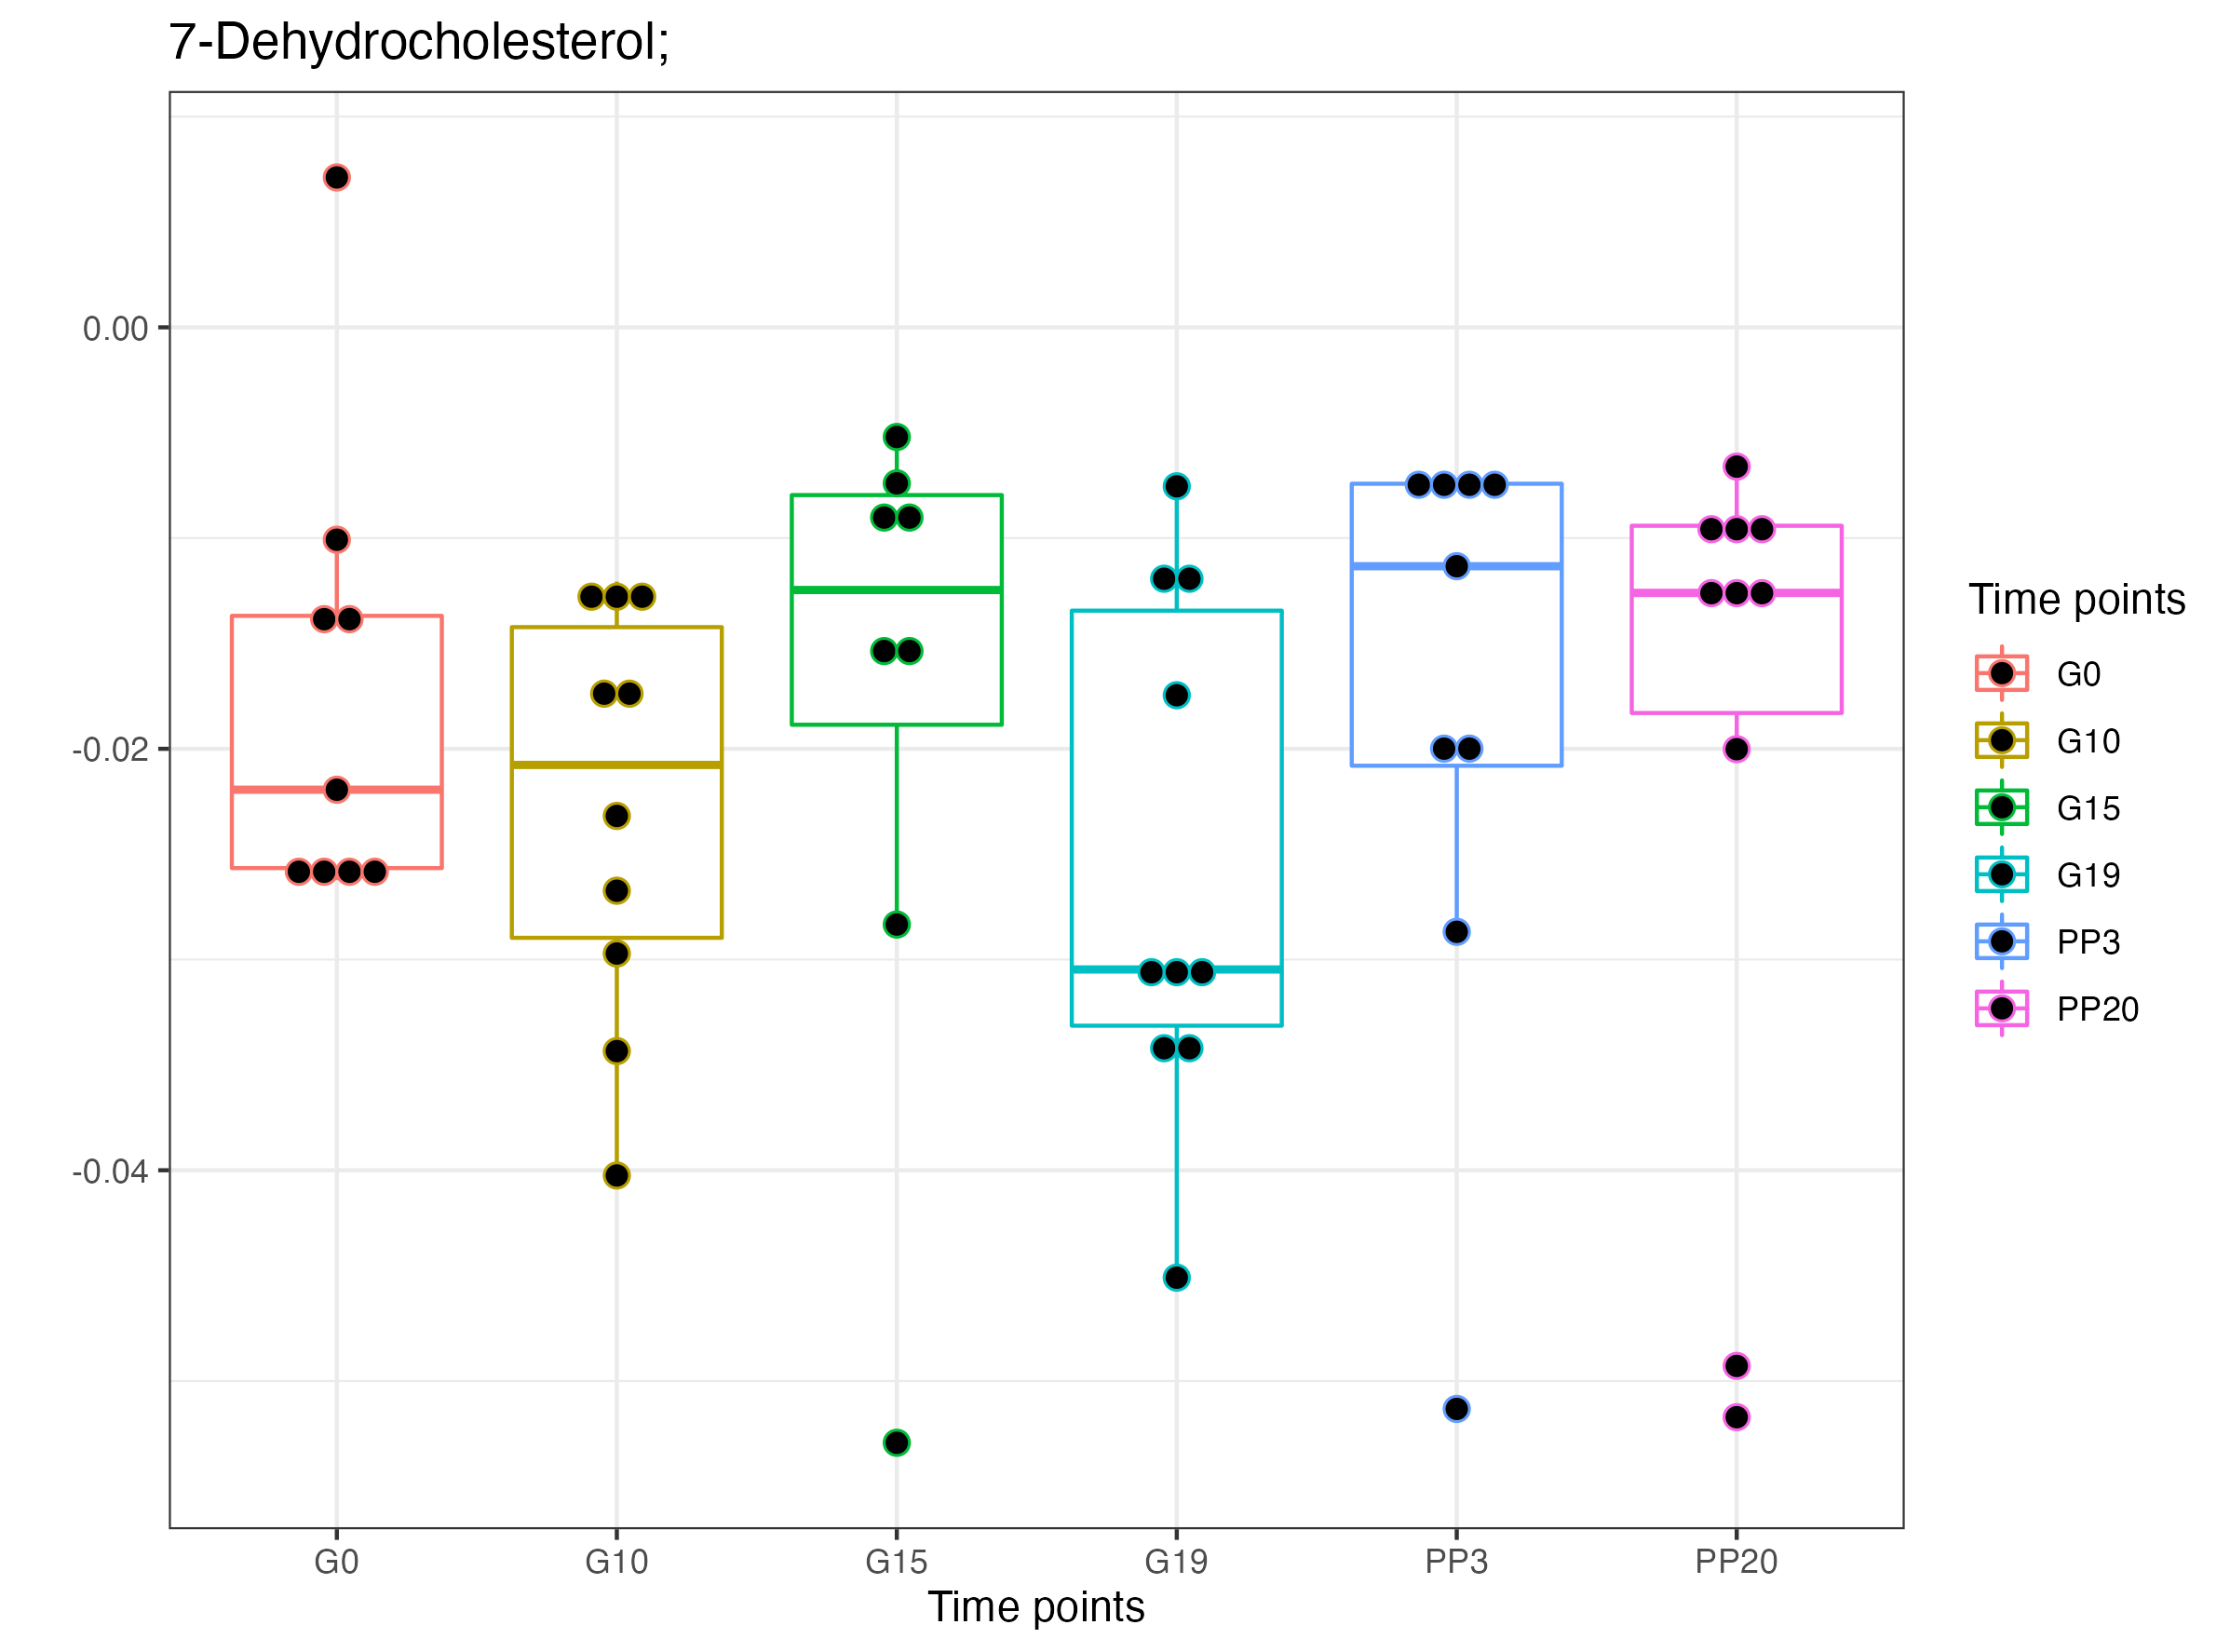 7-Dehydrocholesterol;
0.00
-0.02
-0.04
G0 G10 G15 G19 PP3 PP20
Time points
Time points
G0
G10
G15
G19
PP3
PP20